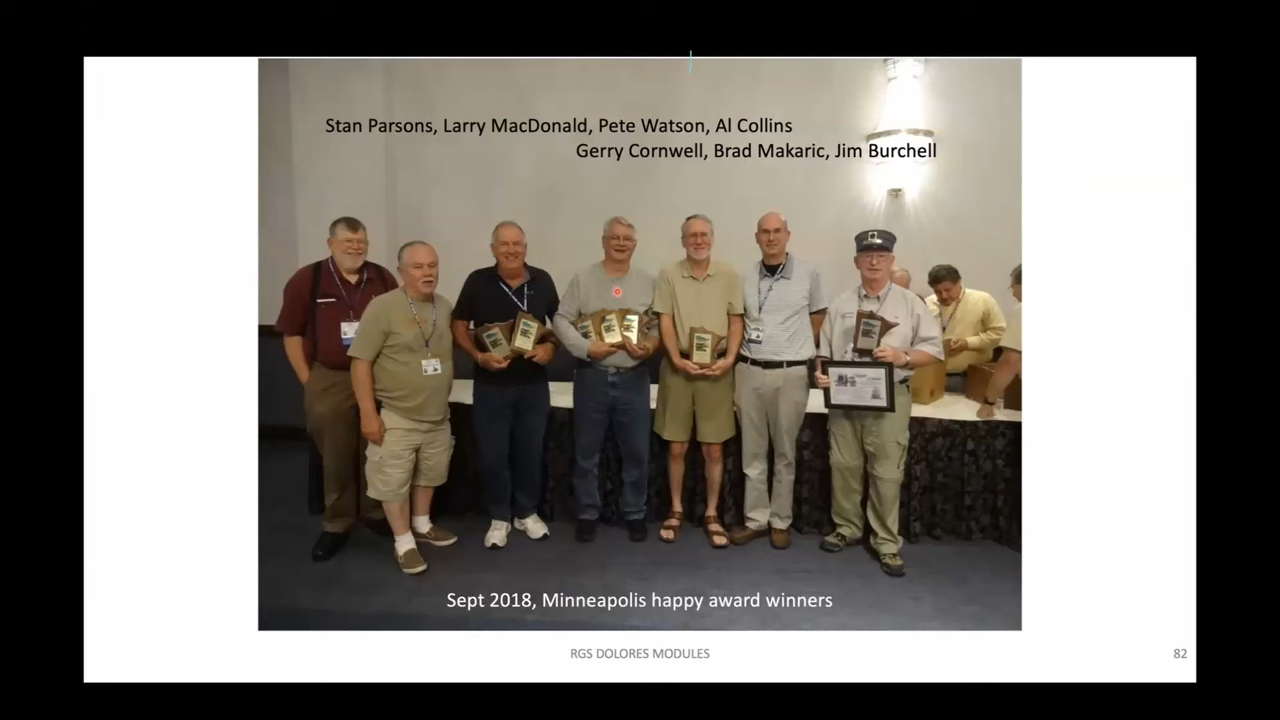 Stan Parsons, Larry MacDonald, Pete Watson, Al Collins
Gerry Cornwell, Brad Makaric, Jim Burchell
Sept 2018, Minneapolis happy award winners
RGS DOLORES MODULES
82